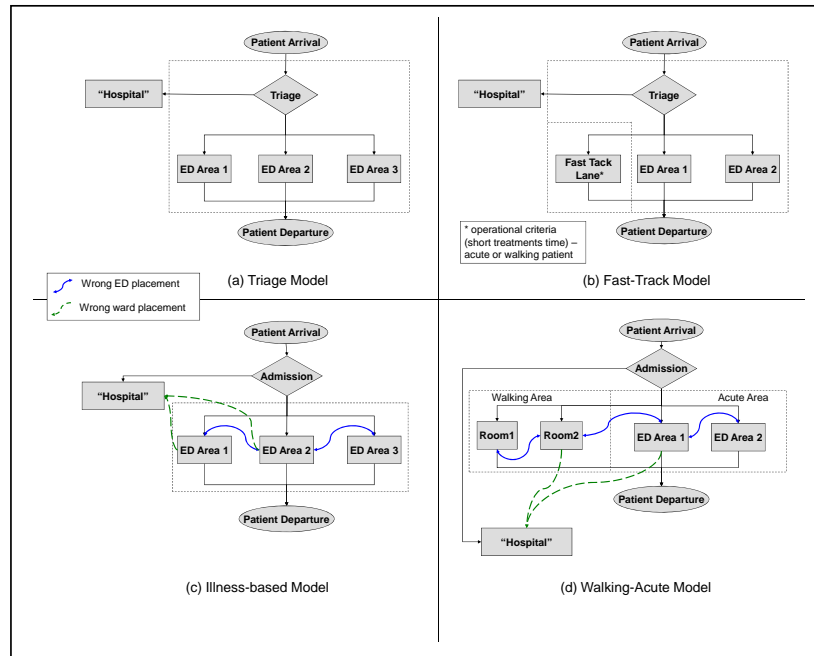 Patient Arrival
"Hospital"
Triage
ED Area 1
ED Area 2
ED Area 3
Patient Departure
(a) Triage Model
Patient Arrival
"Hospital"
Triage
Fast Tack
Lane*
ED Area 1
ED Area 2
Patient Departure
* operational criteria
(short treatments time) –
acute or walking patient
(b) Fast-Track Model
Wrong ED placement
Wrong ward placement
Patient Arrival
Admission
"Hospital"
ED Area 1
ED Area 2
ED Area 3
Patient Departure
(c) Illness-based Model
Patient Arrival
Admission
Walking Area
Acute Area
Room1
Room2
ED Area 1
ED Area 2
Patient Departure
"Hospital"
(d) Walking-Acute Model